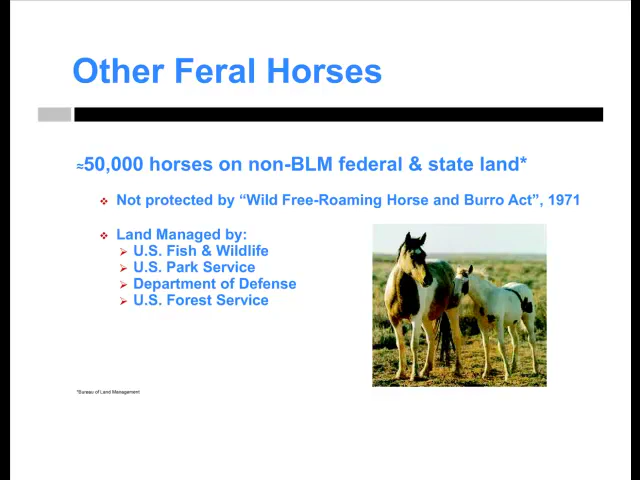 Other Feral Horses
≈50,000 horses on non-BLM federal & state land*
Not protected by “Wild Free-Roaming Horse and Burro Act”, 1971
Land Managed by:
U.S. Fish & Wildlife
U.S. Park Service
Department of Defense
U.S. Forest Service
*Bureau of Land Management